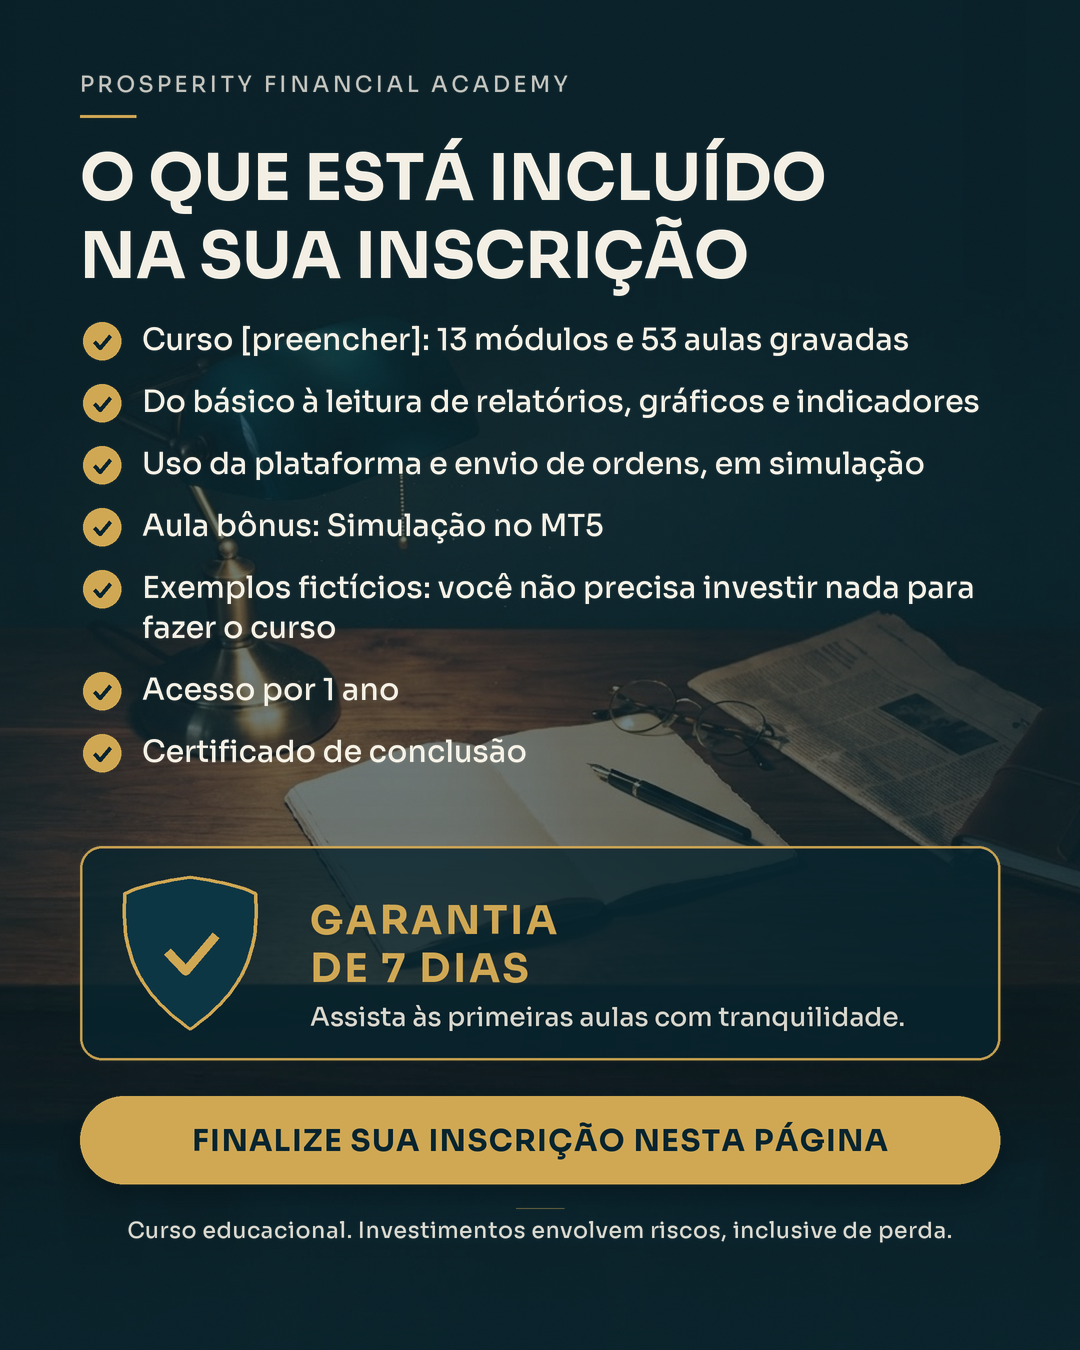 PROSPERITY FINANCIAL ACADEMY
O QUE ESTÁ INCLUÍDO
NA SUA INSCRIÇÃO
Curso [preencher]: 13 módulos e 53 aulas gravadas
Do básico à leitura de relatórios, gráficos e indicadores
Uso da plataforma e envio de ordens, em simulação
Aula bônus: Simulação no MT5
Exemplos fictícios: você não precisa investir nada para
fazer o curso
Acesso por 1 ano
Certificado de conclusão
GARANTIA
DE 7 DIAS
Assista às primeiras aulas com tranquilidade.
FINALIZE SUA INSCRIÇÃO NESTA PÁGINA
Curso educacional. Investimentos envolvem riscos, inclusive de perda.